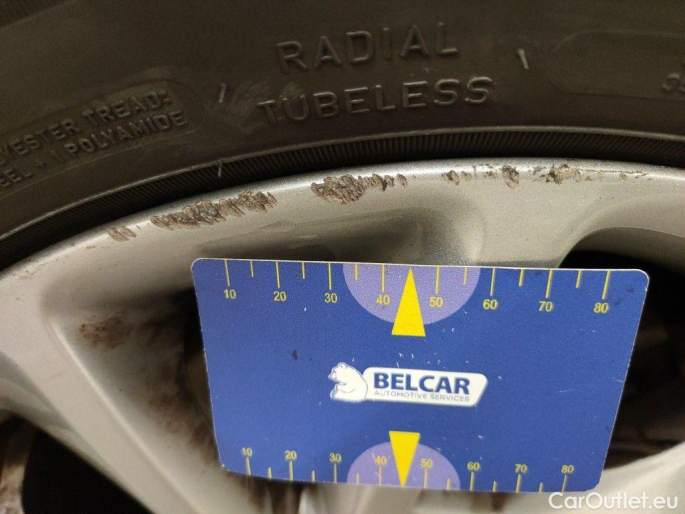 RADIAL
TUBELESS
TREAD:
POLYAMIDE
10 20 30 40 50 60 70 80
BELCAR
AUTOMOTIVE SERVICES
10 20 30 40 50 60 70 80
CarOutlet.eu